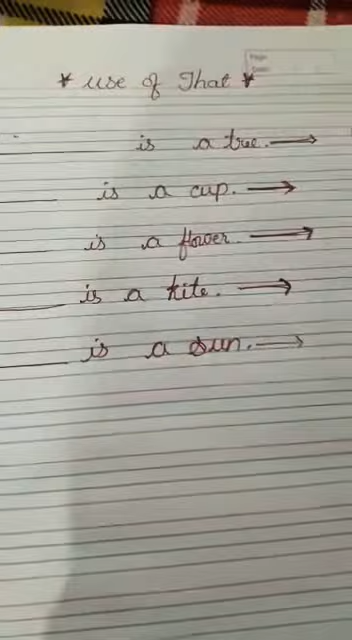 * use of That *
is a tree. →
is a cup. →
is a flower. →
is a kite. →
is a sun. →